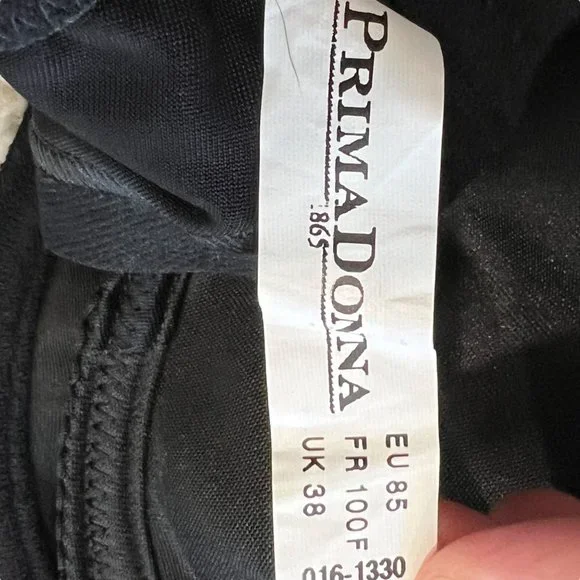 PRIMADONNA
1865
EU 85
FR 100F
UK 38
016-1330